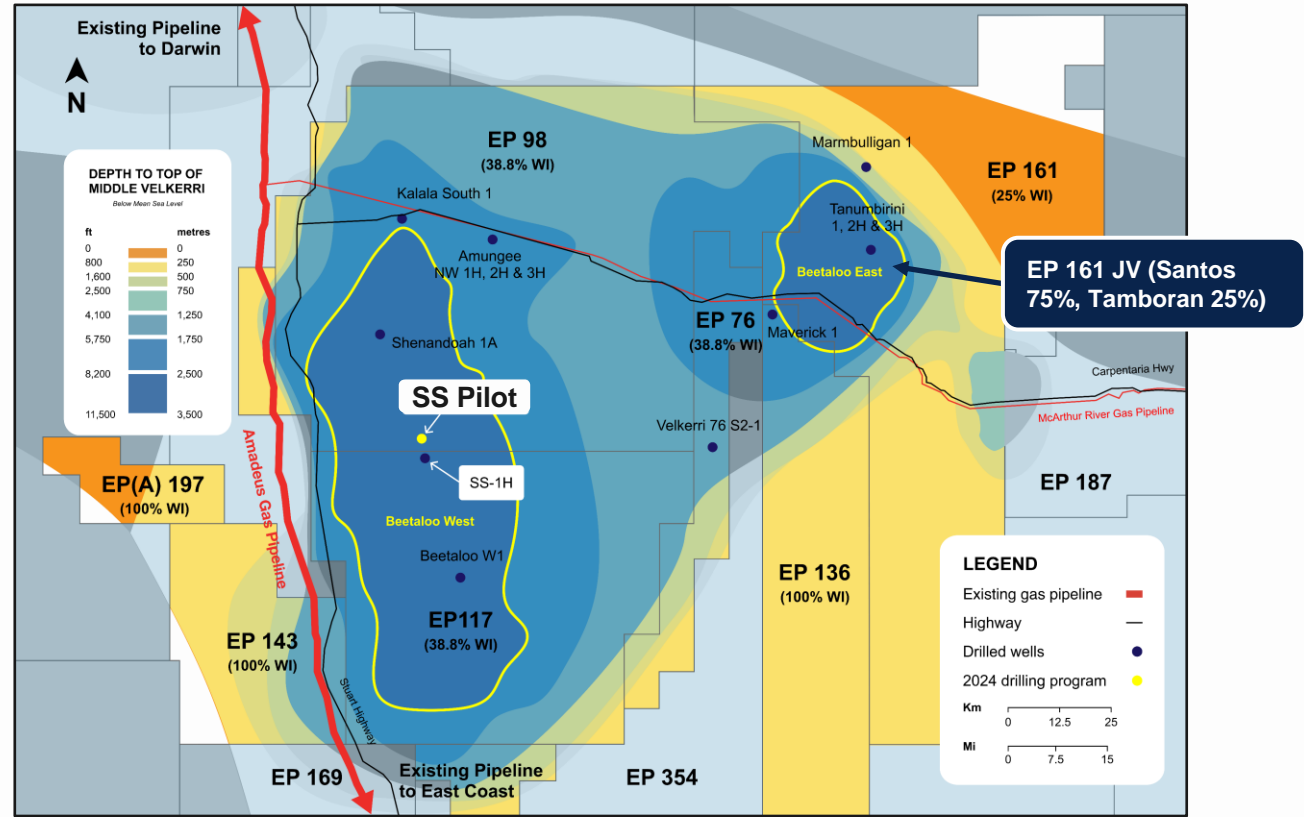 Existing Pipeline
to Darwin
N
DEPTH TO TOP OF
MIDDLE VELKERRI
Below Mean Sea Level
ft metres
0 0
800 250
1,600 500
2,500 750
4,100 1,250
5,750 1,750
8,200 2,500
11,500 3,500
EP 98
(38.8% WI)
Kalala South 1
Amungee
NW 1H, 2H & 3H
Shenandoah 1A
SS Pilot
SS-1H
Beetaloo West
Beetaloo W1
EP117
(38.8% WI)
Marmbulligan 1
EP 161
(25% WI)
Tanumbirini
1, 2H & 3H
Beetaloo East
EP 161 JV (Santos
75%, Tamboran 25%)
EP 76
(38.8% WI)
Maverick 1
Velkerri 76 S2-1
Carpentaria Hwy
McArthur River Gas Pipeline
EP 187
EP(A) 197
(100% WI)
Amadeus Gas Pipeline
EP 143
(100% WI)
Stuart Highway
EP 136
(100% WI)
EP 169
Existing Pipeline
to East Coast
EP 354
LEGEND
Existing gas pipeline
Highway
Drilled wells
2024 drilling program
Km
0 12.5 25
Mi
0 7.5 15